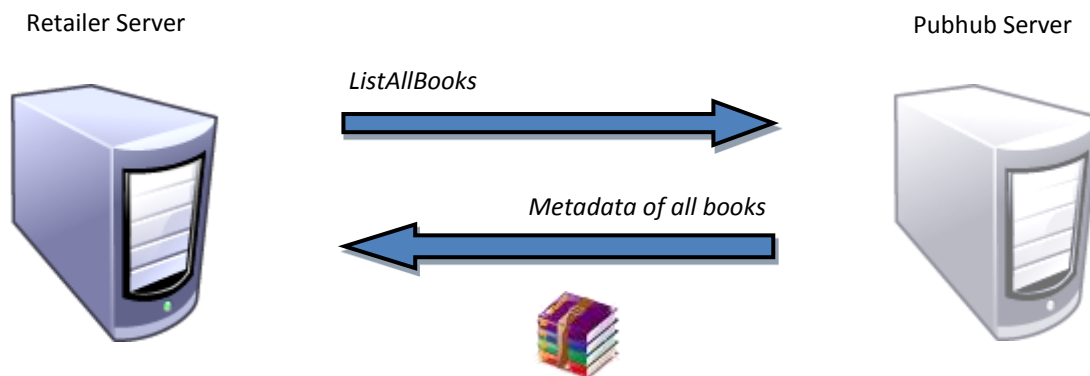 Retailer Server
Pubhub Server
ListAllBooks
Metadata of all books